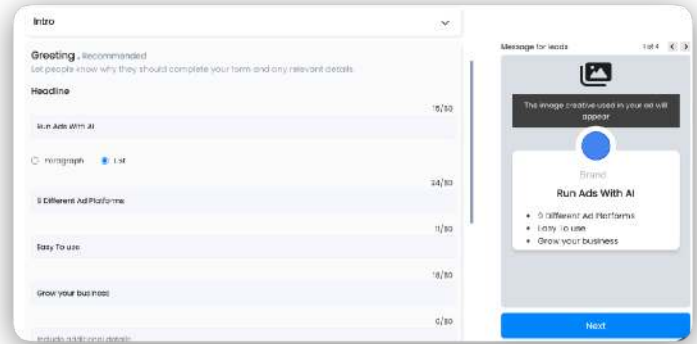 Intro
Greeting . Recommended
Let people know why they should complete your form and any relevant details
Headline
15/60
Run Ads With AI
Paragraph
List
24/80
9 Different Ad Platforms
11/80
Easy To use
18/80
Grow your business
0/80
Include additional details
Message for leads
1 of 4
The image creative used in your ad will
appear
Brand
Run Ads With AI
9 Different Ad Platforms
Easy To use
Grow your business
Next